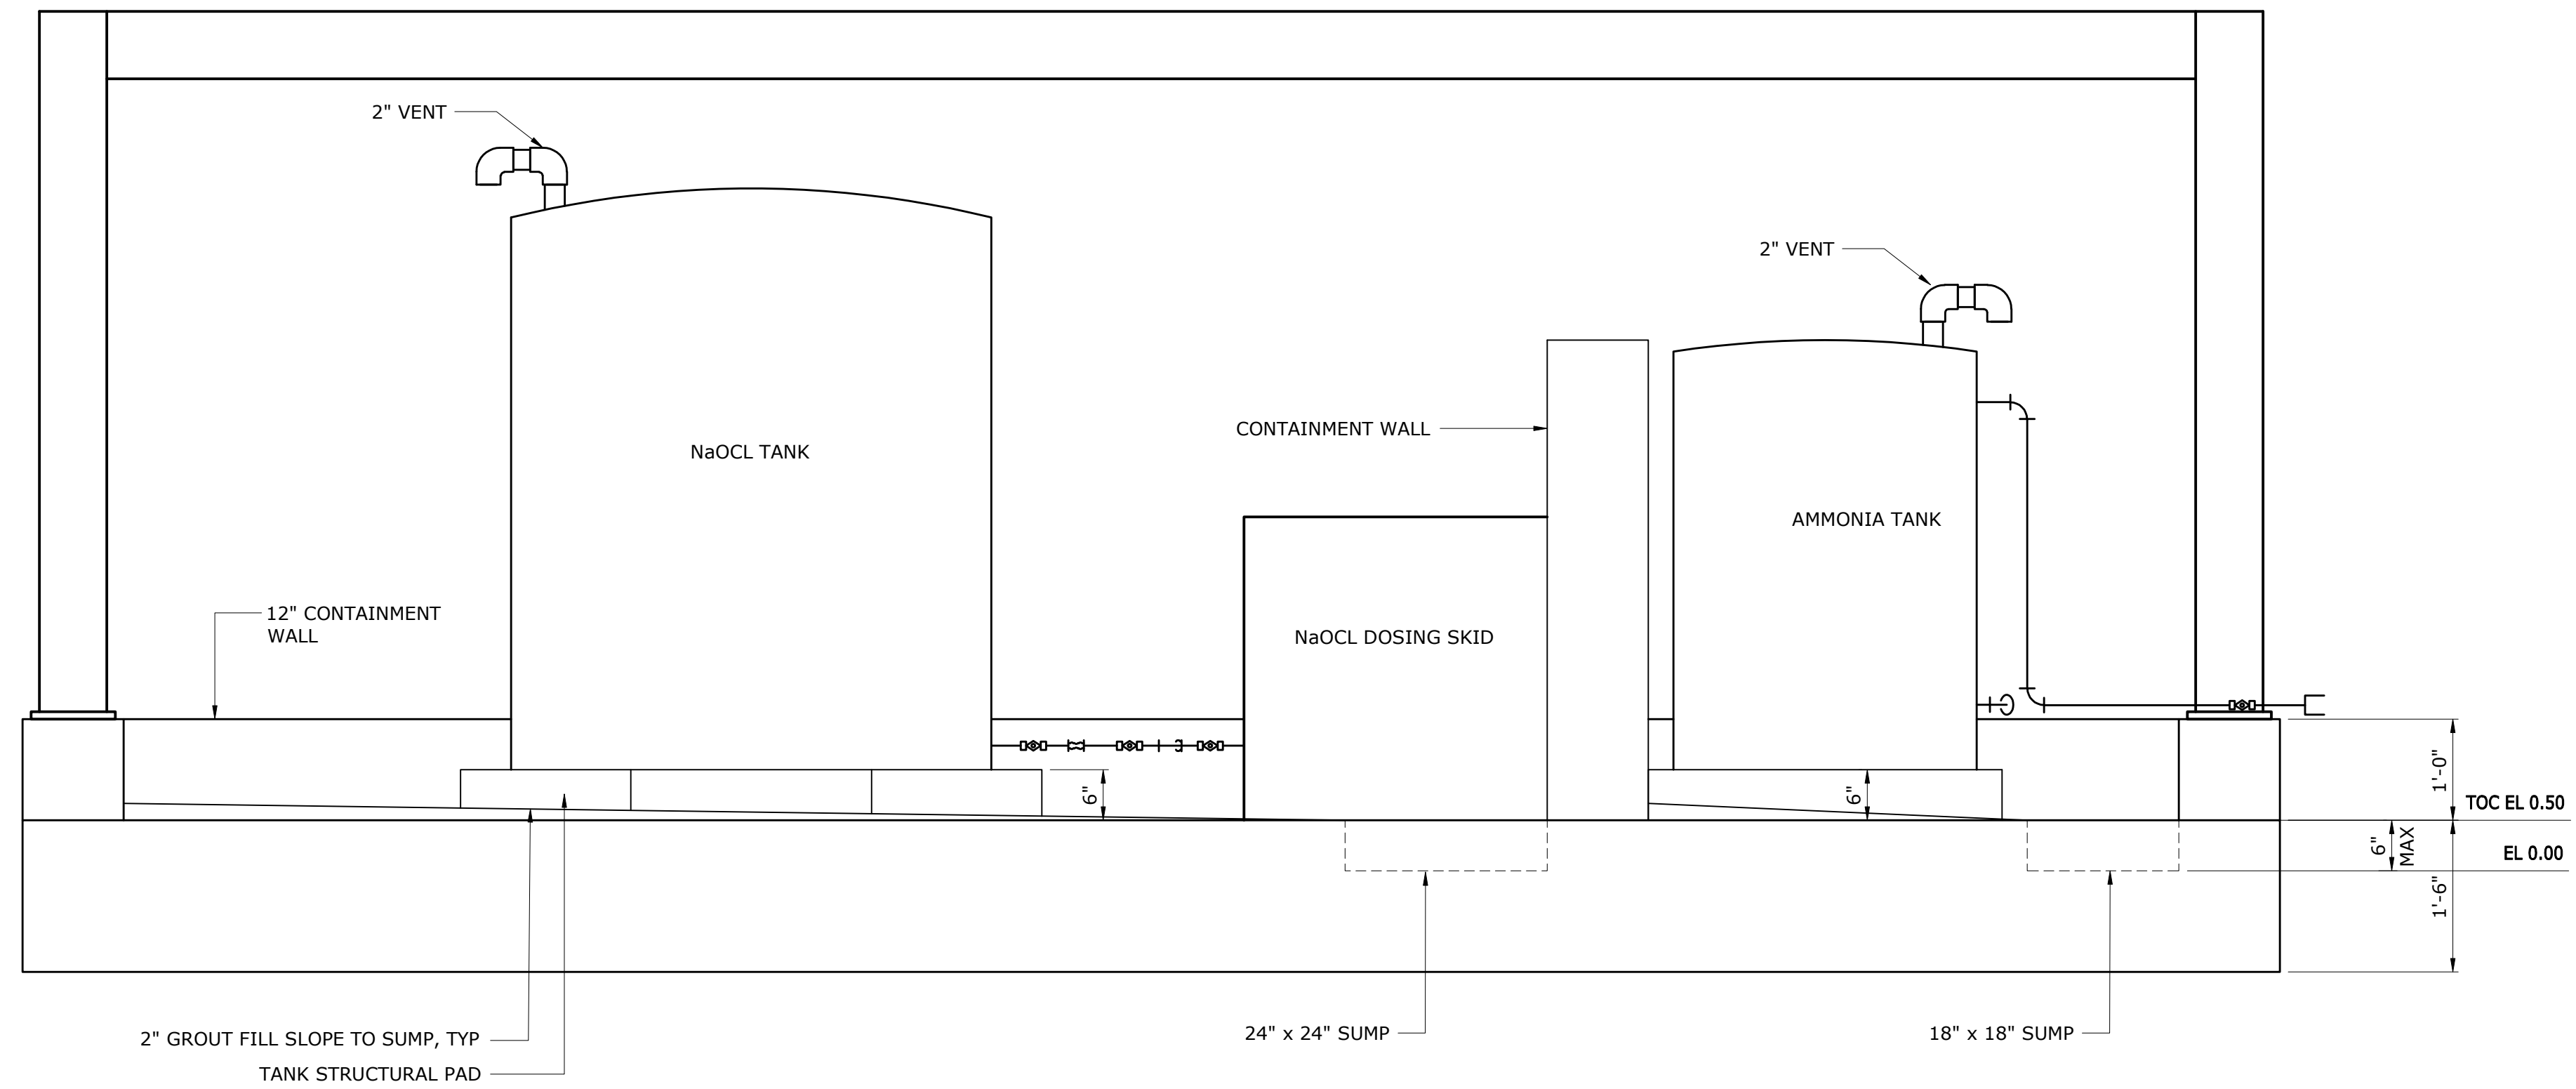 2" VENT
2" VENT
CONTAINMENT WALL
NaOCL TANK
AMMONIA TANK
12" CONTAINMENT
WALL
NaOCL DOSING SKID
6"
6"
1'-0"
TOC EL 0.50
6"
MAX
EL 0.00
1'-6"
2" GROUT FILL SLOPE TO SUMP, TYP
24" x 24" SUMP
18" x 18" SUMP
TANK STRUCTURAL PAD